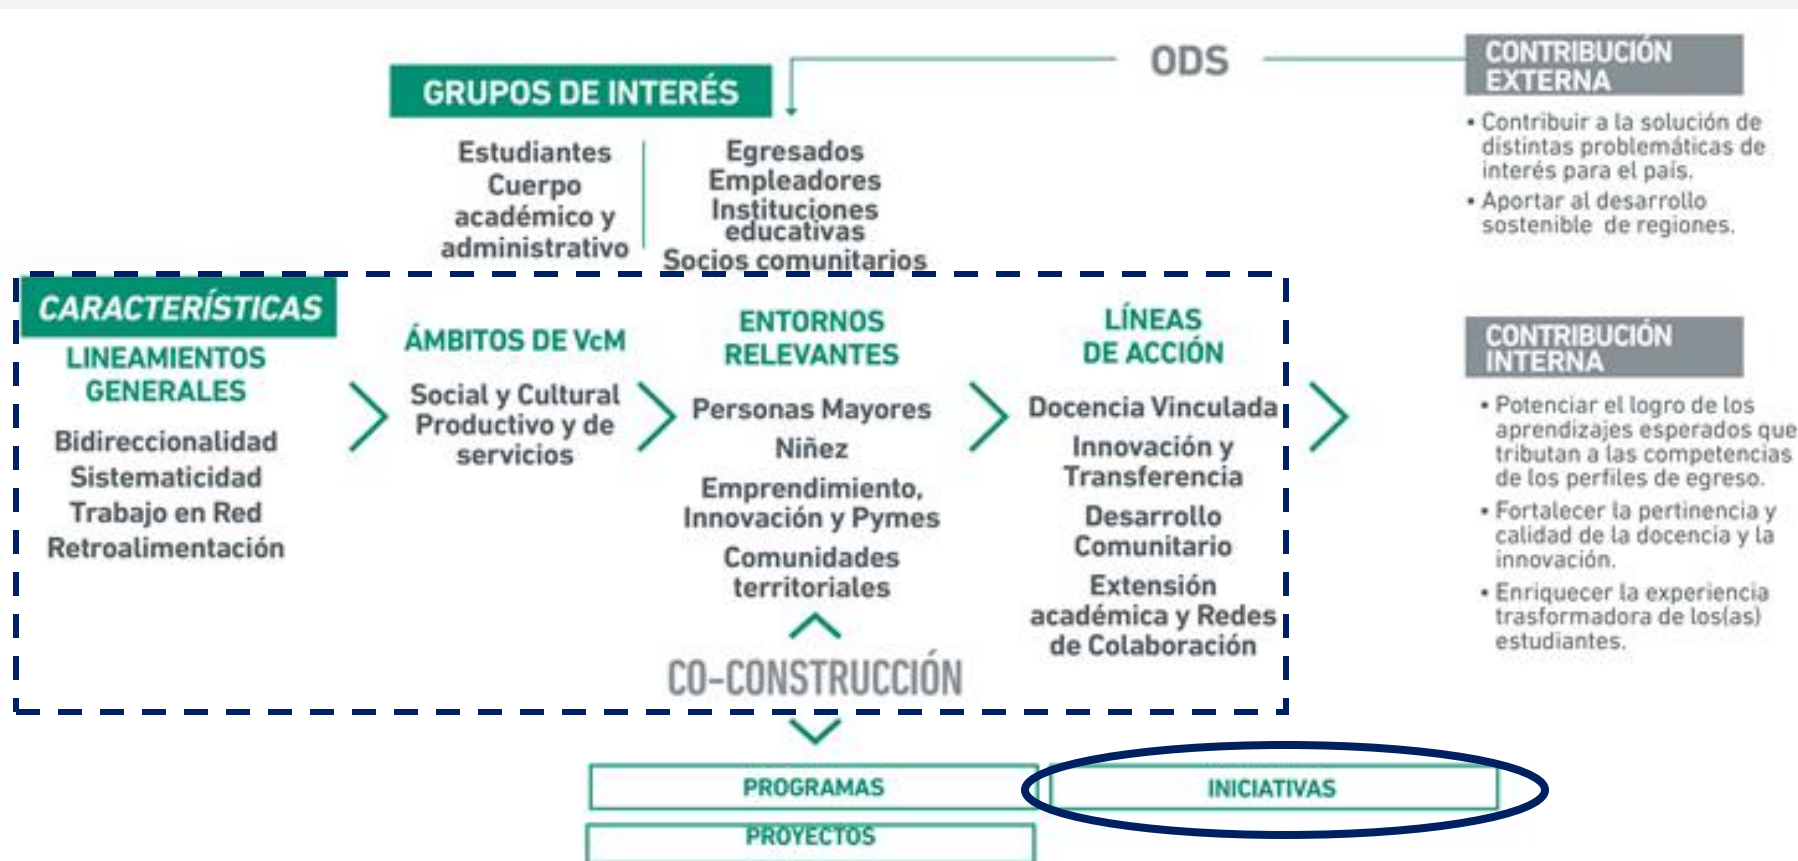 ODS
CONTRIBUCIÓN
EXTERNA
• Contribuir a la solución de
distintas problemáticas de
interés para el país.
• Aportar al desarrollo
sostenible de regiones.
GRUPOS DE INTERÉS
Estudiantes
Cuerpo
académico y
administrativo
Egresados
Empleadores
Instituciones
educativas
Socios comunitarios
CARACTERÍSTICAS
LINEAMIENTOS
GENERALES
Bidireccionalidad
Sistematicidad
Trabajo en Red
Retroalimentación
ÁMBITOS DE VcM
Social y Cultural
Productivo y de
servicios
ENTORNOS
RELEVANTES
Personas Mayores
Niñez
Emprendimiento,
Innovación y Pymes
Comunidades
territoriales
LÍNEAS
DE ACCIÓN
Docencia Vinculada
Innovación y
Transferencia
Desarrollo
Comunitario
Extensión
académica y Redes
de Colaboración
CONTRIBUCIÓN
INTERNA
• Potenciar el logro de los
aprendizajes esperados que
tributan a las competencias
de los perfiles de egreso.
• Fortalecer la pertinencia y
calidad de la docencia y la
innovación.
• Enriquecer la experiencia
trasformadora de los(as)
estudiantes.
CO-CONSTRUCCIÓN
PROGRAMAS
INICIATIVAS
PROYECTOS